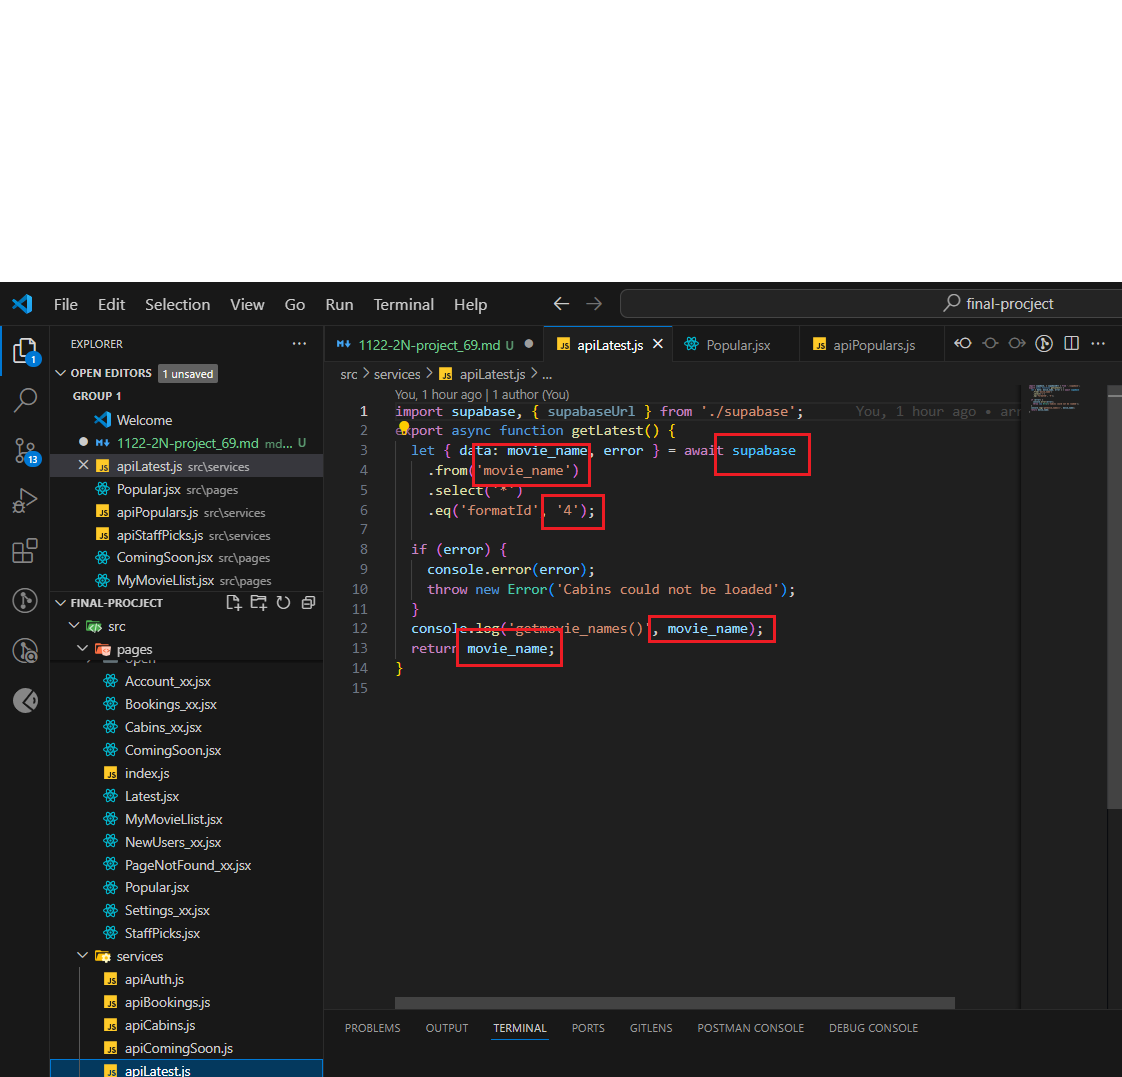 File Edit Selection View Go Run Terminal Help final-procject
EXPLORER
1122-2N-project_69.md U
apiLatest.js
Popular.jsx
apiPopulars.js
OPEN EDITORS 1 unsaved
GROUP 1
Welcome
1122-2N-project_69.md md... U
apiLatest.js src\services
Popular.jsx src\pages
apiPopulars.js src\services
apiStaffPicks.js src\services
ComingSoon.jsx src\pages
MyMovieLlist.jsx src\pages
FINAL-PROCJECT
src
pages
Account_xx.jsx
Bookings_xx.jsx
Cabins_xx.jsx
ComingSoon.jsx
index.js
Latest.jsx
MyMovieLlist.jsx
NewUsers_xx.jsx
PageNotFound_xx.jsx
Popular.jsx
Settings_xx.jsx
StaffPicks.jsx
services
apiAuth.js
apiBookings.js
apiCabins.js
apiComingSoon.js
apiLatest.js
1
13
src > services > apiLatest.js > ...
You, 1 hour ago | 1 author (You)
1 import supabase, { supabaseUrl } from './supabase'; You, 1 hour ago • arr
2 export async function getLatest() {
3 let { data: movie_name, error } = await supabase
4 .from('movie_name')
5 .select('*')
6 .eq('formatId', '4');
7
8 if (error) {
9 console.error(error);
10 throw new Error('Cabins could not be loaded');
11 }
12 console.log('getmovie_names()', movie_name);
13 return movie_name;
14 }
15
PROBLEMS OUTPUT TERMINAL PORTS GITLENS POSTMAN CONSOLE DEBUG CONSOLE